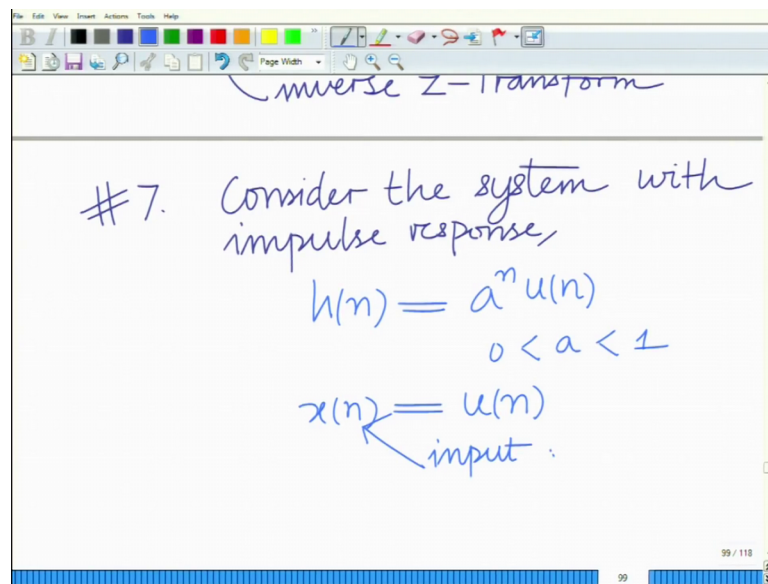 File Edit View Insert Actions Tools Help
B I
Page Width
inverse Z-Transform
#7. Consider the system with
impulse response,
h(n) = aⁿ u(n)
0 < a < 1
x(n) = u(n)
input :
99 / 118
99